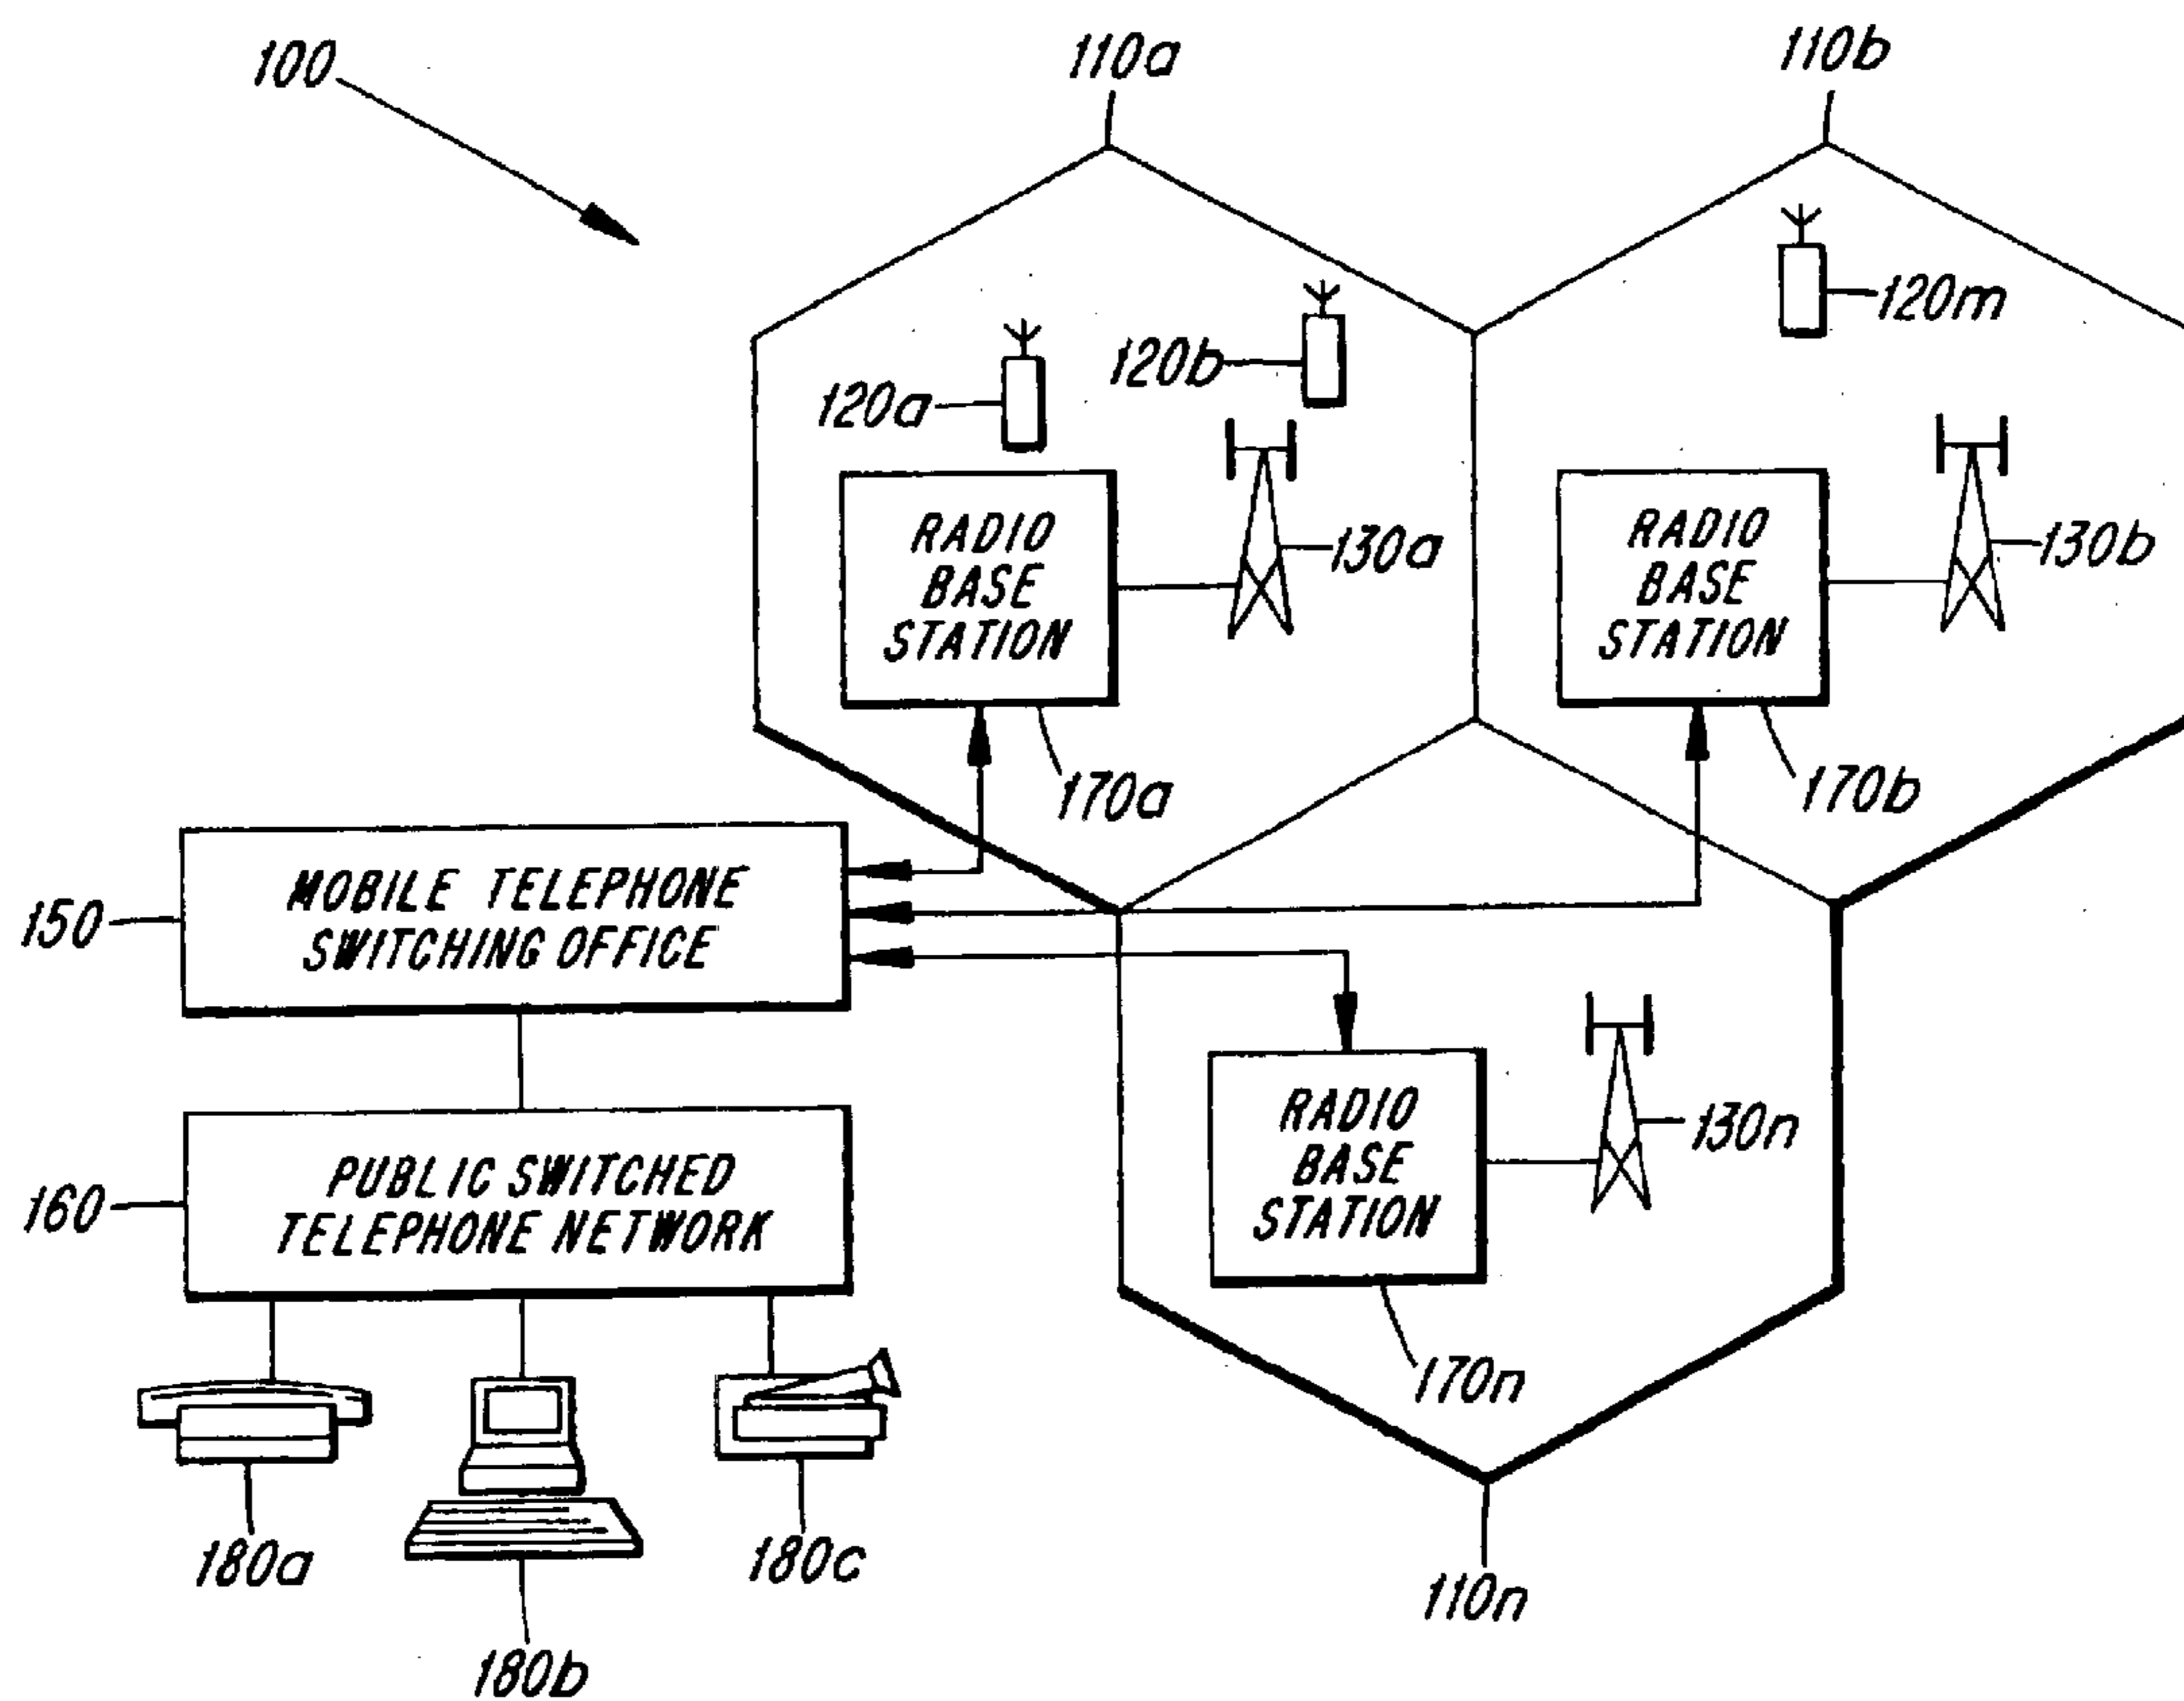 100
110a
110b
120m
120b
120a
RADIO
BASE
STATION
130a
RADIO
BASE
STATION
130b
170a
170b
MOBILE TELEPHONE
SWITCHING OFFICE
150
RADIO
BASE
STATION
130n
PUBLIC SWITCHED
TELEPHONE NETWORK
160
170n
180a
180c
110n
180b